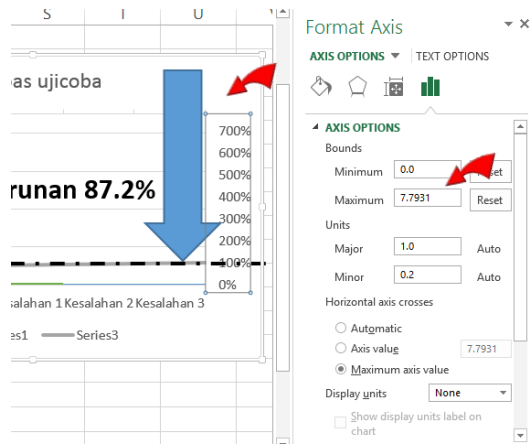 S T U
as ujicoba
700%
600%
500%
400%
300%
200%
100%
0%
runan 87.2%
salahan 1 Kesalahan 2 Kesalahan 3
es1 Series3
Format Axis
AXIS OPTIONS TEXT OPTIONS
AXIS OPTIONS
Bounds
Minimum 0.0
Maximum 7.7931 Reset
Units
Major 1.0 Auto
Minor 0.2 Auto
Horizontal axis crosses
Automatic
Axis value 7.7931
Maximum axis value
Display units None
Show display units label on
chart